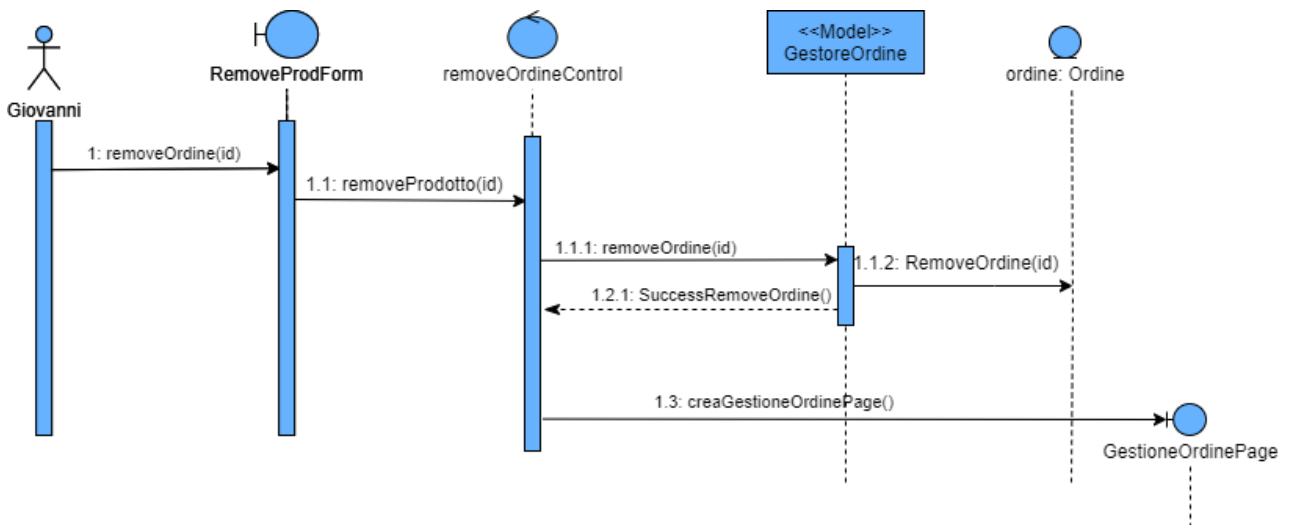 <<Model>>
GestoreOrdine
RemoveProdForm
removeOrdineControl
ordine: Ordine
Giovanni
1: removeOrdine(id)
1.1: removeProdotto(id)
1.1.1: removeOrdine(id)
1.1.2: RemoveOrdine(id)
1.2.1: SuccessRemoveOrdine()
1.3: creaGestioneOrdinePage()
GestioneOrdinePage